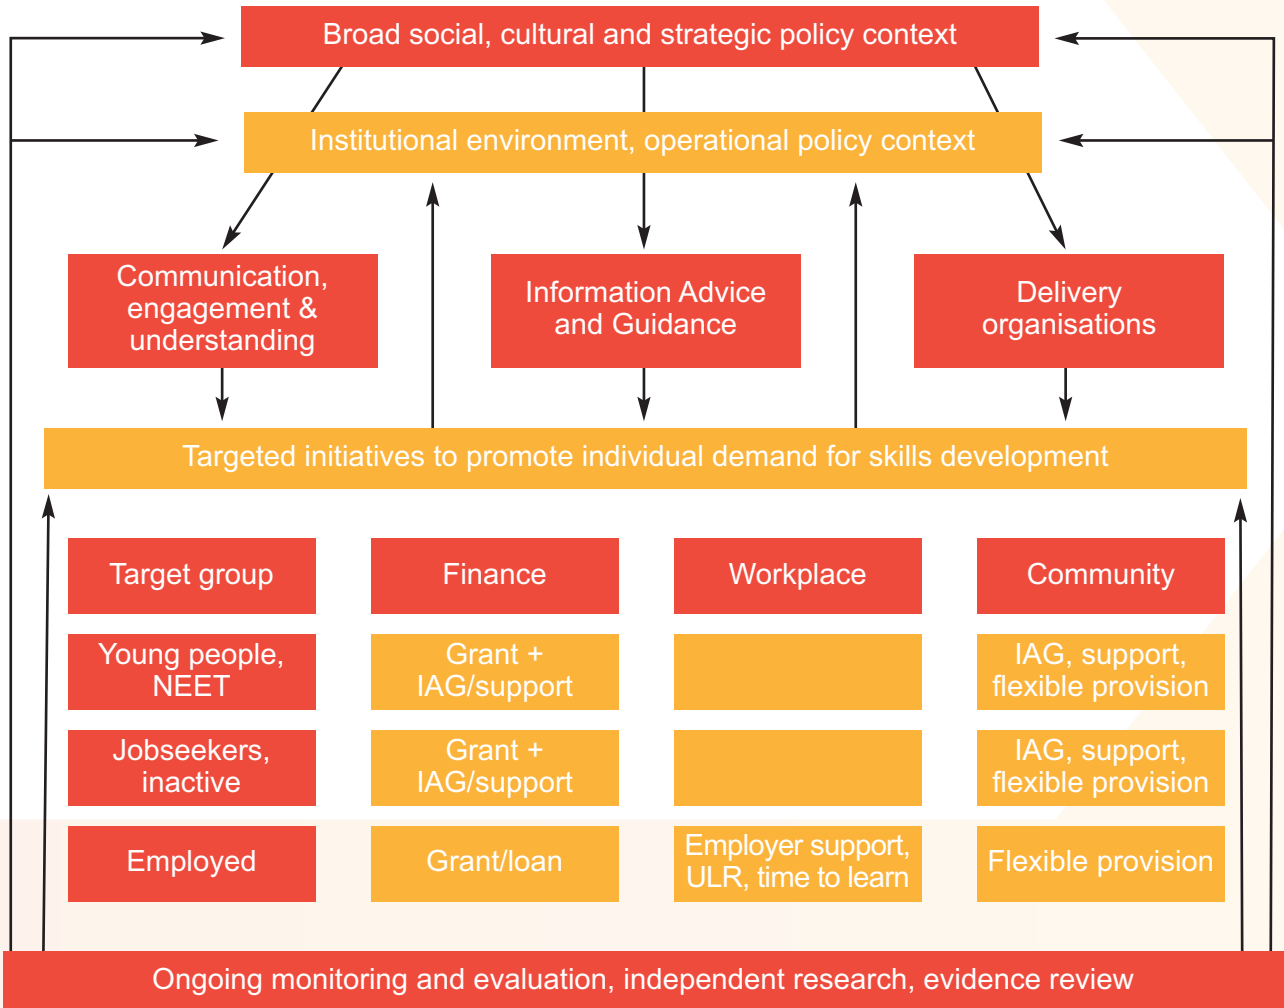 Broad social, cultural and strategic policy context
Institutional environment, operational policy context
Communication,
engagement &
understanding
Information Advice
and Guidance
Delivery
organisations
Targeted initiatives to promote individual demand for skills development
Target group
Finance
Workplace
Community
Young people,
NEET
Grant +
IAG/support
IAG, support,
flexible provision
Jobseekers,
inactive
Grant +
IAG/support
IAG, support,
flexible provision
Employed
Grant/loan
Employer support,
ULR, time to learn
Flexible provision
Ongoing monitoring and evaluation, independent research, evidence review